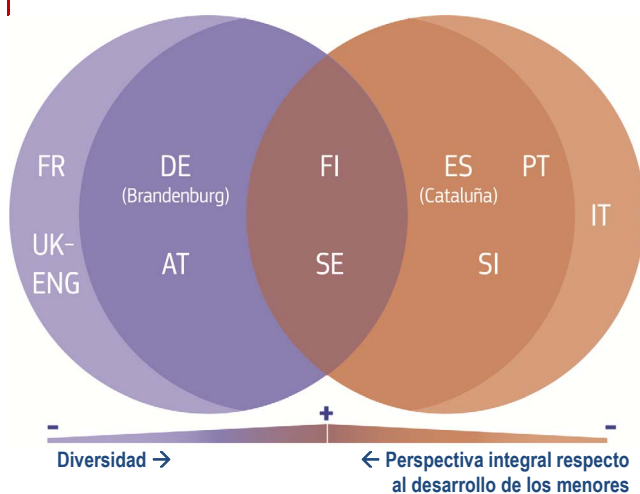 FR
DE
(Brandenburg)
FI
ES
(Cataluña)
PT
IT
UK-
ENG
AT
SE
SI
- + -
Diversidad →
← Perspectiva integral respecto
al desarrollo de los menores